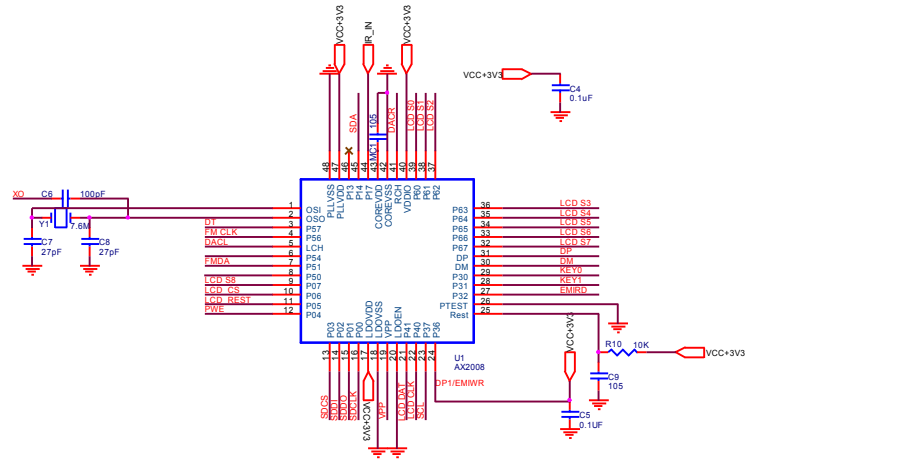 VCC+3V3
IR_IN
VCC+3V3
VCC+3V3
C4
0.1uF
SDA
MC1 105
DACR
LCD S0
LCD S1
LCD S2
48 47 46 45 44 43 42 41 40 39 38 37
PLLVSS
PLLVDD
P13
P14
P17
COREVDD
COREVSS
RCH
VDDIO
P60
P61
P62
XO
C6
100pF
Y1
7.6M
C7
27pF
C8
27pF
DT
FM CLK
DACL
FMDA
LCD S8
LCD_CS
LCD_REST
PWE
1 OSI
2 OSO
3 P57
4 P56
5 LCH
6 P54
7 P51
8 P50
9 P07
10 P06
11 P05
12 P04
P63 36 LCD S3
P64 35 LCD S4
P65 34 LCD S5
P66 33 LCD S6
P67 32 LCD S7
DP 31 DP
DM 30 DM
P30 29 KEY0
P31 28 KEY1
P32 27 EMIRD
PTEST 26
Rest 25
P03
P02
P01
P00
LDOVDD
LDOVSS
VPP
LDOEN
P41
P40
P37
P36
13 14 15 16 17 18 19 20 21 22 23 24
U1
AX2008
SDCS
SDDI
SDDO
SDCLK
VCC+3V3
VPP
LCD DAT
LCD CLK
SCL
DP1/EMIWR
VCC+3V3
R10
10K
VCC+3V3
C9
105
C5
0.1UF